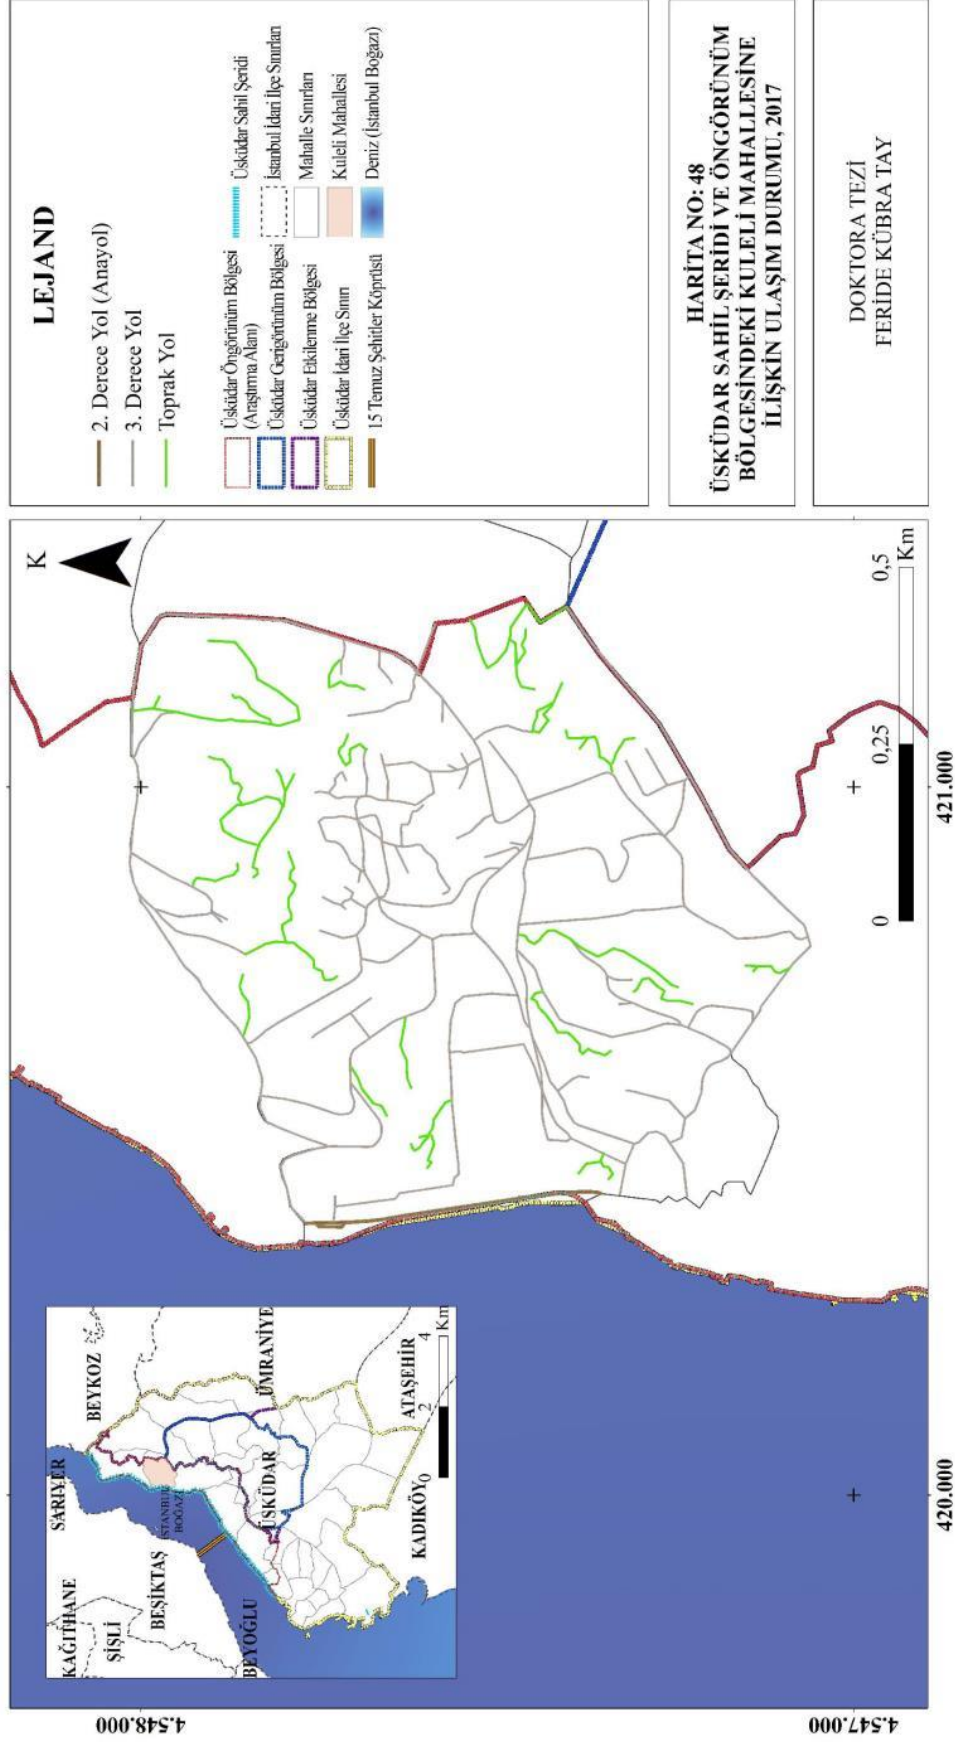 LEJAND
2. Derece Yol (Anayol)
3. Derece Yol
Toprak Yol
Üsküdar Öngörünüm Bölgesi
(Araştırma Alanı)
Üsküdar Gerigörünüm Bölgesi
Üsküdar Etkilenme Bölgesi
Üsküdar İdari İlçe Sınırı
15 Temuz Şehitler Köprüsü
Üsküdar Sahil Şeridi
İstanbul İdari İlçe Sınırları
Mahalle Sınırları
Kuleli Mahallesi
Deniz (İstanbul Boğazı)
HARİTA NO: 48
ÜSKÜDAR SAHİL ŞERİDİ VE ÖNGÖRÜNÜM
BÖLGESİNDEKİ KULELİ MAHALLESİNE
İLİŞKİN ULAŞIM DURUMU, 2017
DOKTORA TEZİ
FERİDE KÜBRA TAY
K
0 0,25 0,5
Km
4.548.000
4.547.000
420.000
421.000
KAĞITHANE
ŞİŞLİ
BEŞİKTAŞ
BEYOĞLU
SARIYER
BEYKOZ
İSTANBUL
BOĞAZI
ÜSKÜDAR
ÜMRANİYE
KADIKÖY
ATAŞEHİR
0 2 4
Km